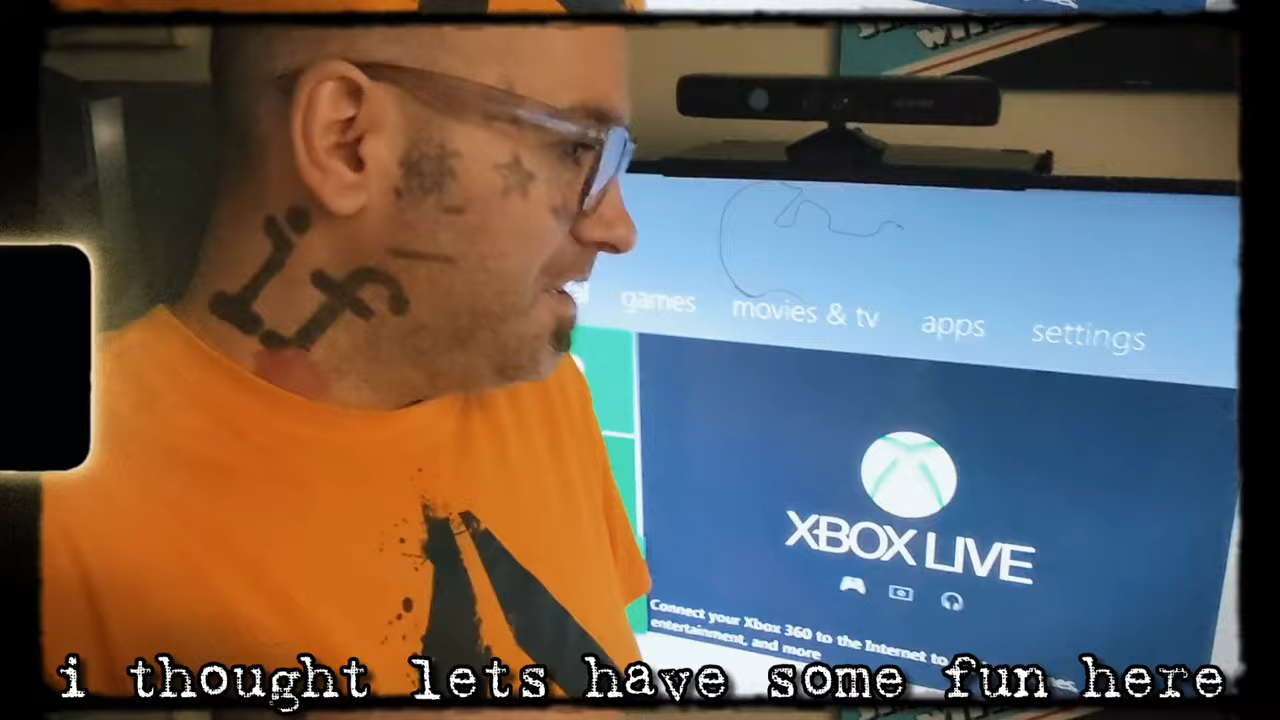 if
games
movies & tv
apps
settings
XBOX LIVE
Connect your Xbox 360 to the Internet to
entertainment, and more
i thought lets have some fun here